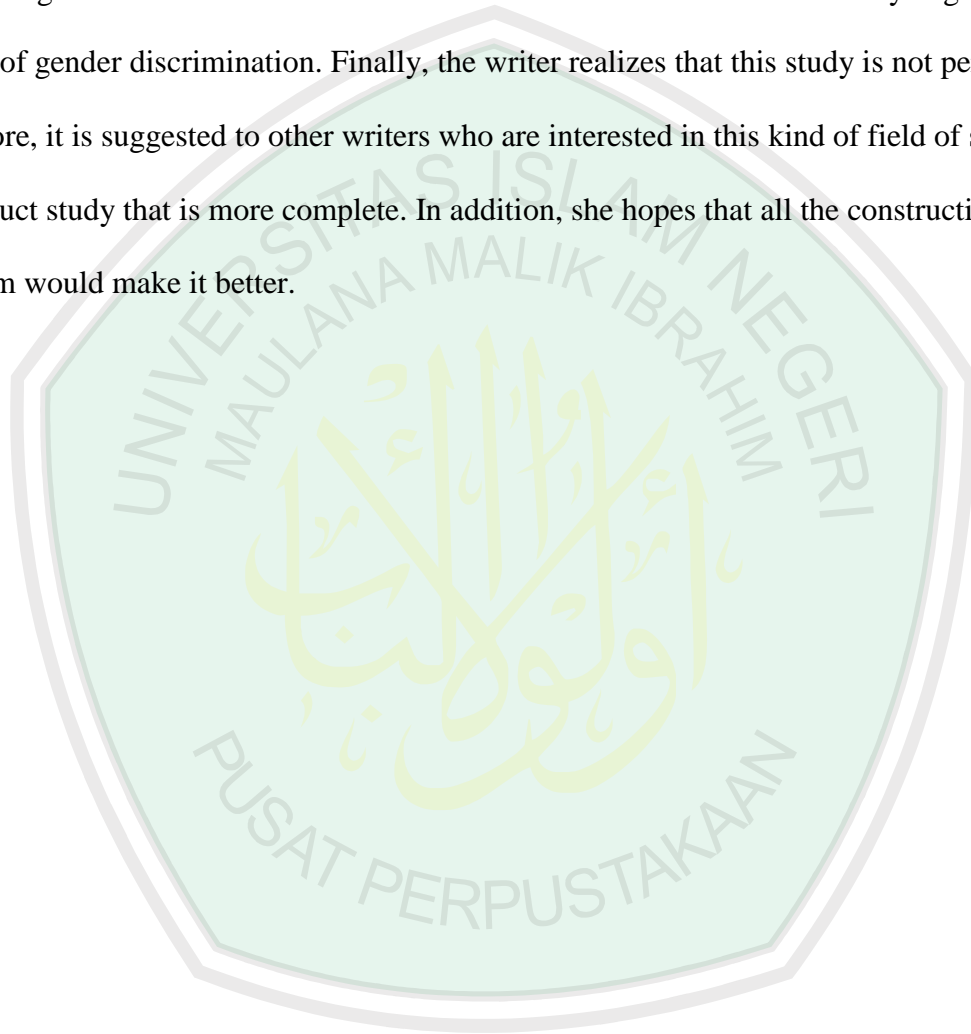 of gender discrimination. Finally, the writer realizes that this study is not pe
ore, it is suggested to other writers who are interested in this kind of field of s
uct study that is more complete. In addition, she hopes that all the constructi
m would make it better.
UNIVERSITAS ISLAM NEGERI
MAULANA MALIK IBRAHIM
أولوا الألباب
PUSAT PERPUSTAKAAN